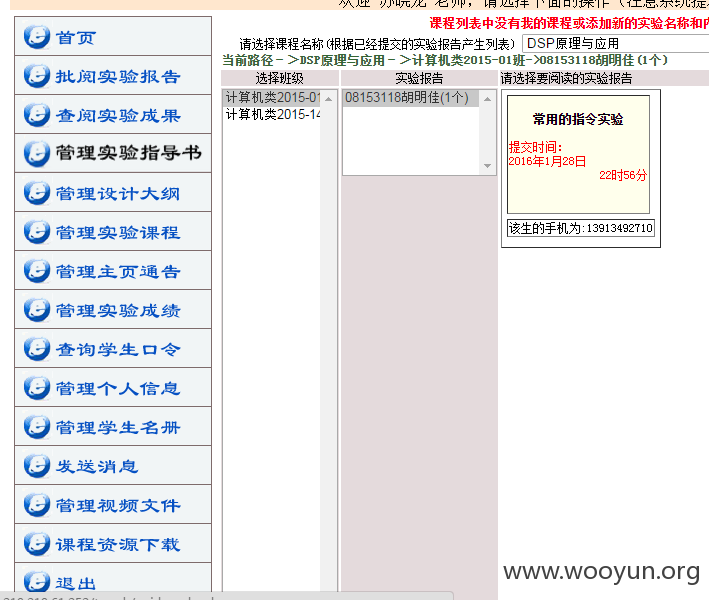 欢迎 苏晓龙 老师，请选择下面的操作（注意系统提
课程列表中没有我的课程或添加新的实验名称和内
请选择课程名称(根据已经提交的实验报告产生列表) DSP原理与应用
当前路径－＞DSP原理与应用－＞计算机类2015-01班->08153118胡明佳(1个)
选择班级 实验报告 请选择要阅读的实验报告
计算机类2015-01
计算机类2015-14
08153118胡明佳(1个)
常用的指令实验
提交时间：
2016年1月28日
22时56分
该生的手机为:13913492710
首页
批阅实验报告
查阅实验成果
管理实验指导书
管理设计大纲
管理实验课程
管理主页通告
管理实验成绩
查询学生口令
管理个人信息
管理学生名册
发送消息
管理视频文件
课程资源下载
退出
www.wooyun.org